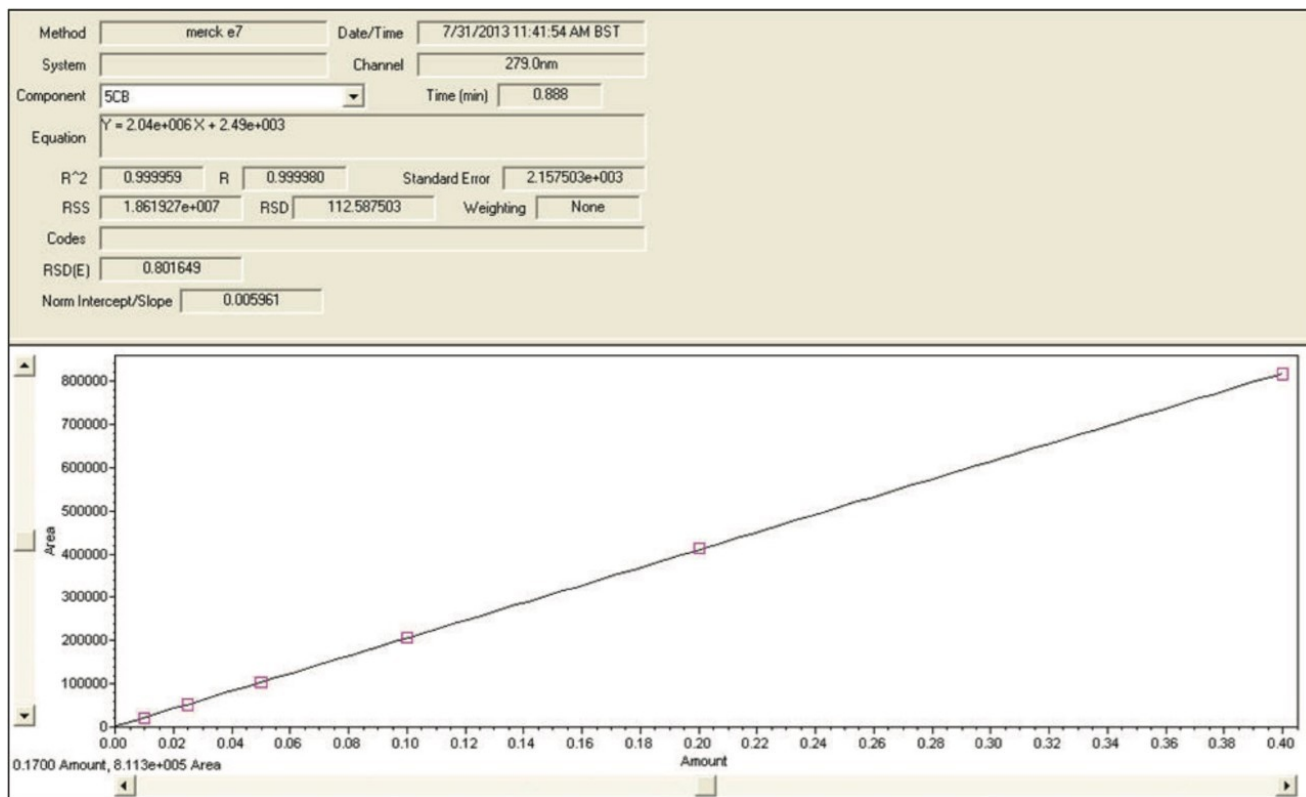 Method merck e7 Date/Time 7/31/2013 11:41:54 AM BST
System Channel 279.0nm
Component 5CB Time (min) 0.888
Equation Y = 2.04e+006 X + 2.49e+003
R^2 0.999959 R 0.999980 Standard Error 2.157503e+003
RSS 1.861927e+007 RSD 112.587503 Weighting None
Codes
RSD(E) 0.801649
Norm Intercept/Slope 0.005961
800000
700000
600000
500000
400000
300000
200000
100000
0
Area
0.00 0.02 0.04 0.06 0.08 0.10 0.12 0.14 0.16 0.18 0.20 0.22 0.24 0.26 0.28 0.30 0.32 0.34 0.36 0.38 0.40
Amount
0.1700 Amount, 8.113e+005 Area